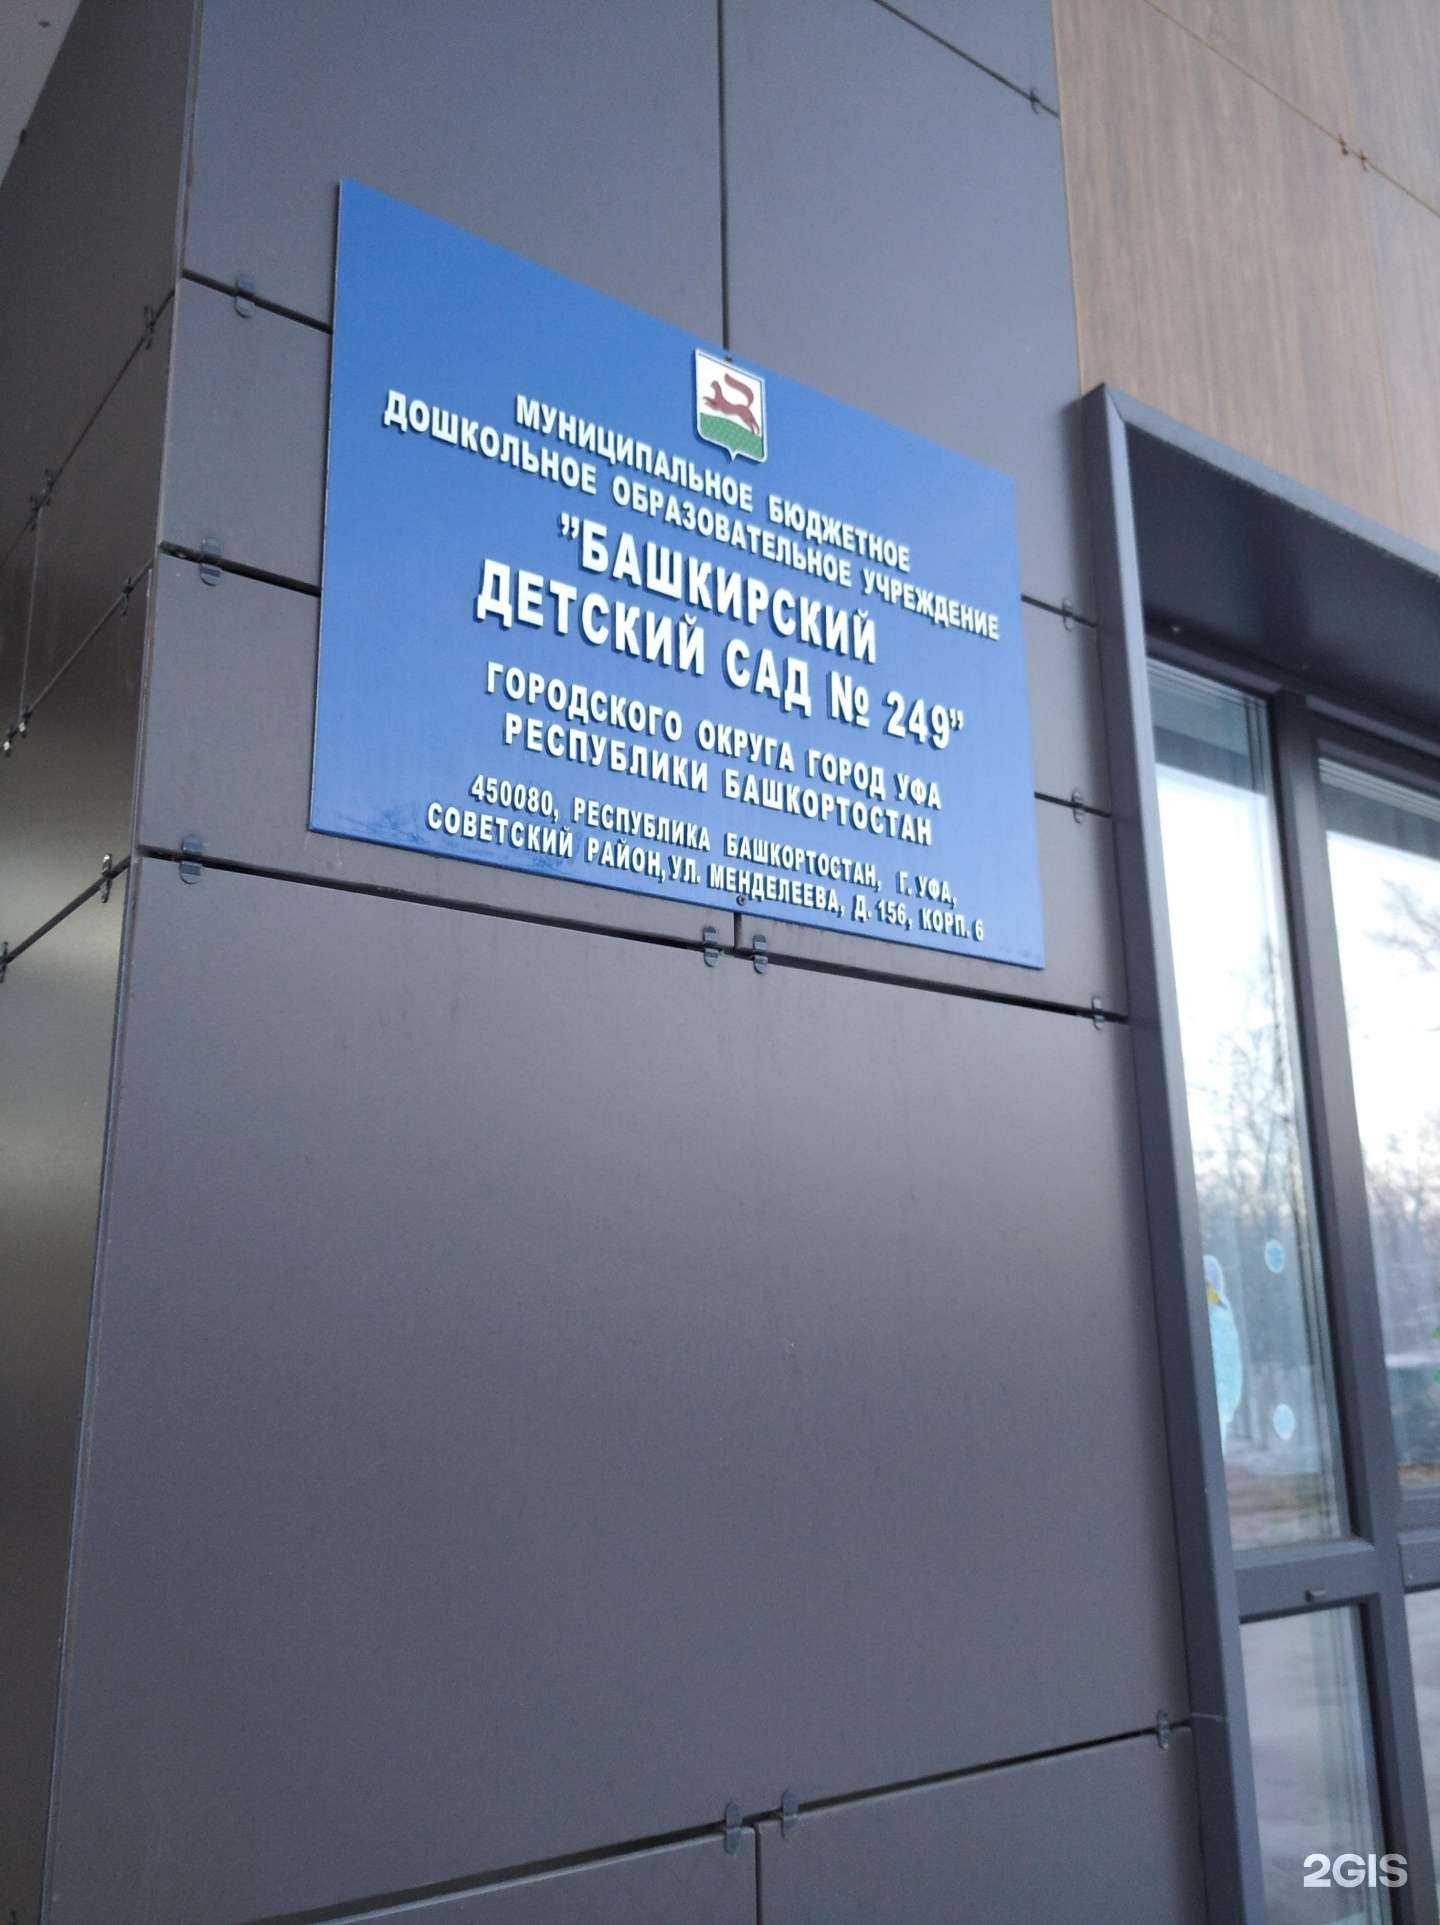 МУНИЦИПАЛЬНОЕ БЮДЖЕТНОЕ
ДОШКОЛЬНОЕ ОБРАЗОВАТЕЛЬНОЕ УЧРЕЖДЕНИЕ
"БАШКИРСКИЙ
ДЕТСКИЙ САД № 249"
ГОРОДСКОГО ОКРУГА ГОРОД УФА
РЕСПУБЛИКИ БАШКОРТОСТАН
450080, РЕСПУБЛИКА БАШКОРТОСТАН, Г. УФА,
СОВЕТСКИЙ РАЙОН, УЛ. МЕНДЕЛЕЕВА, Д. 156, КОРП. 6
2GIS